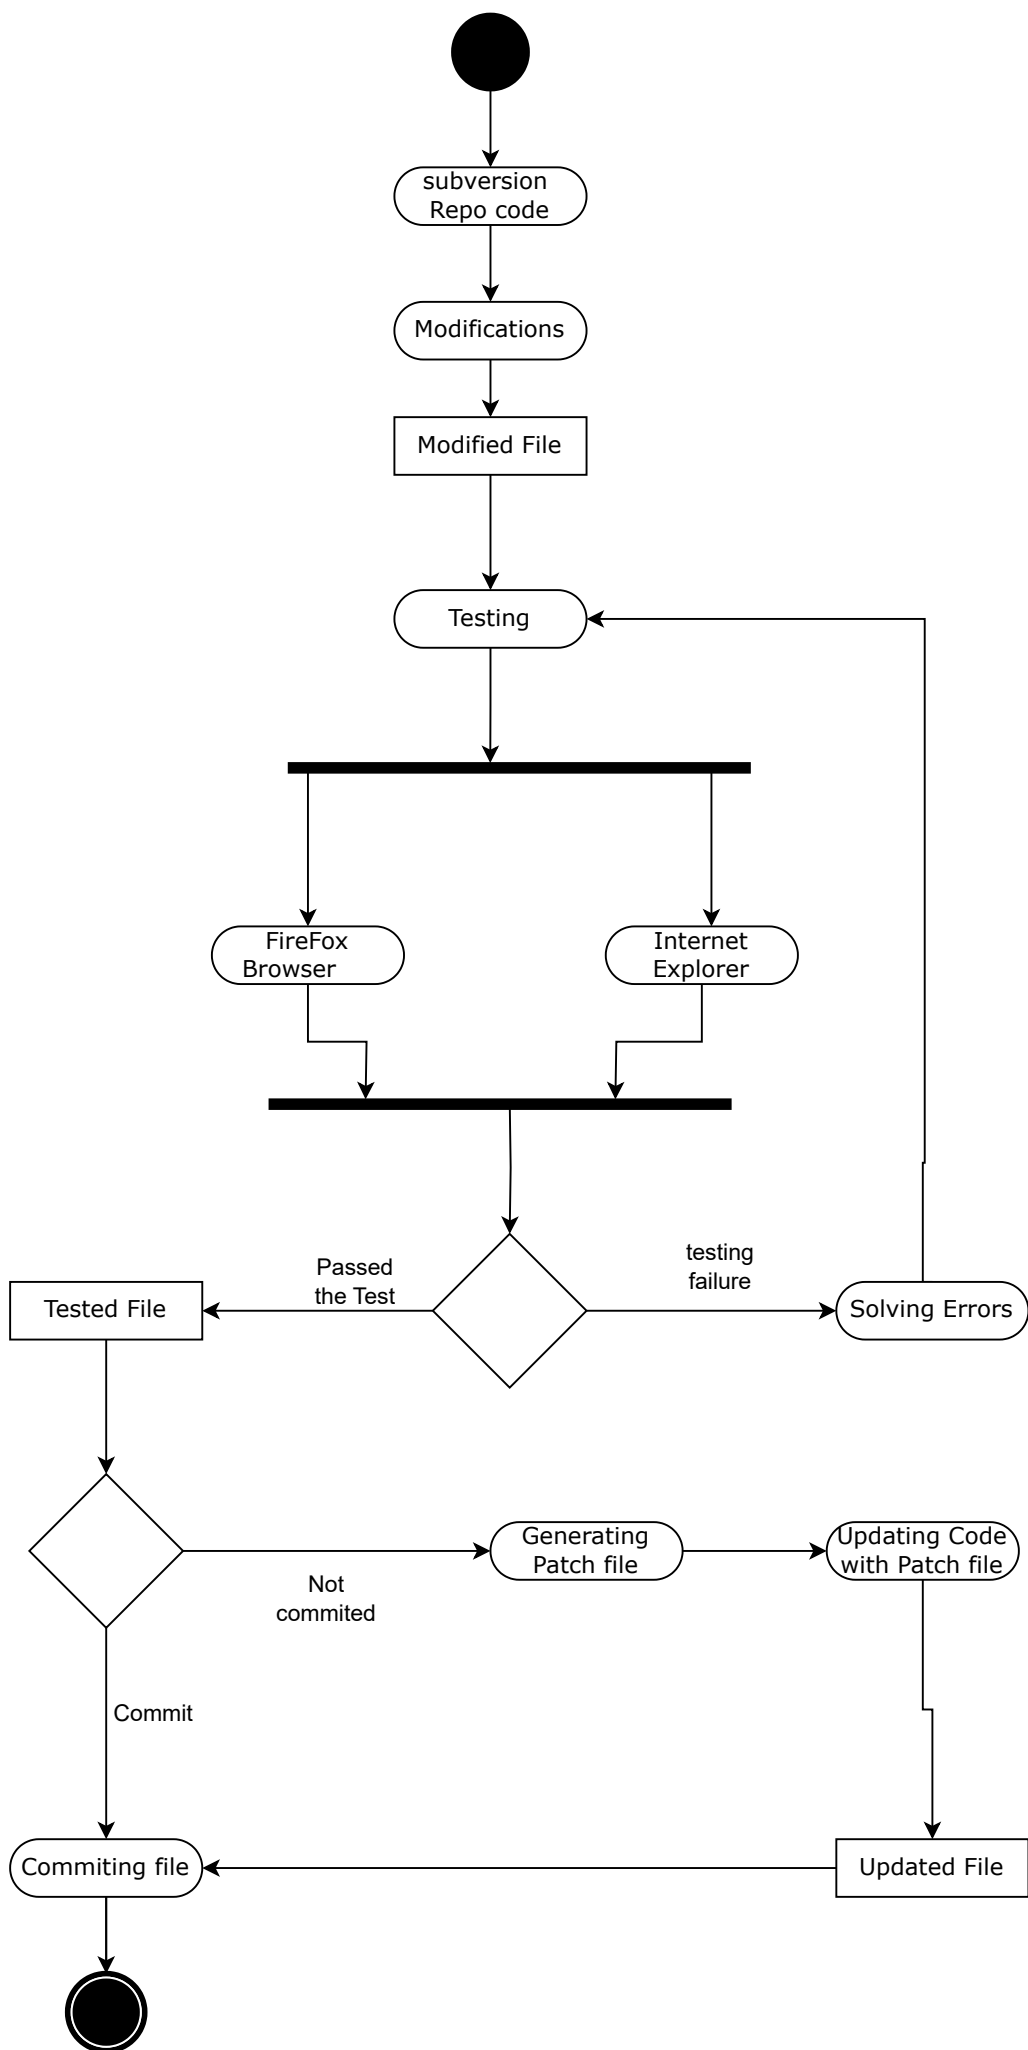 subversion
Repo code
Modifications
Modified File
Testing
FireFox
Browser
Internet
Explorer
Passed
the Test
testing
failure
Tested File
Solving Errors
Generating
Patch file
Updating Code
with Patch file
Not
commited
Commit
Commiting file
Updated File